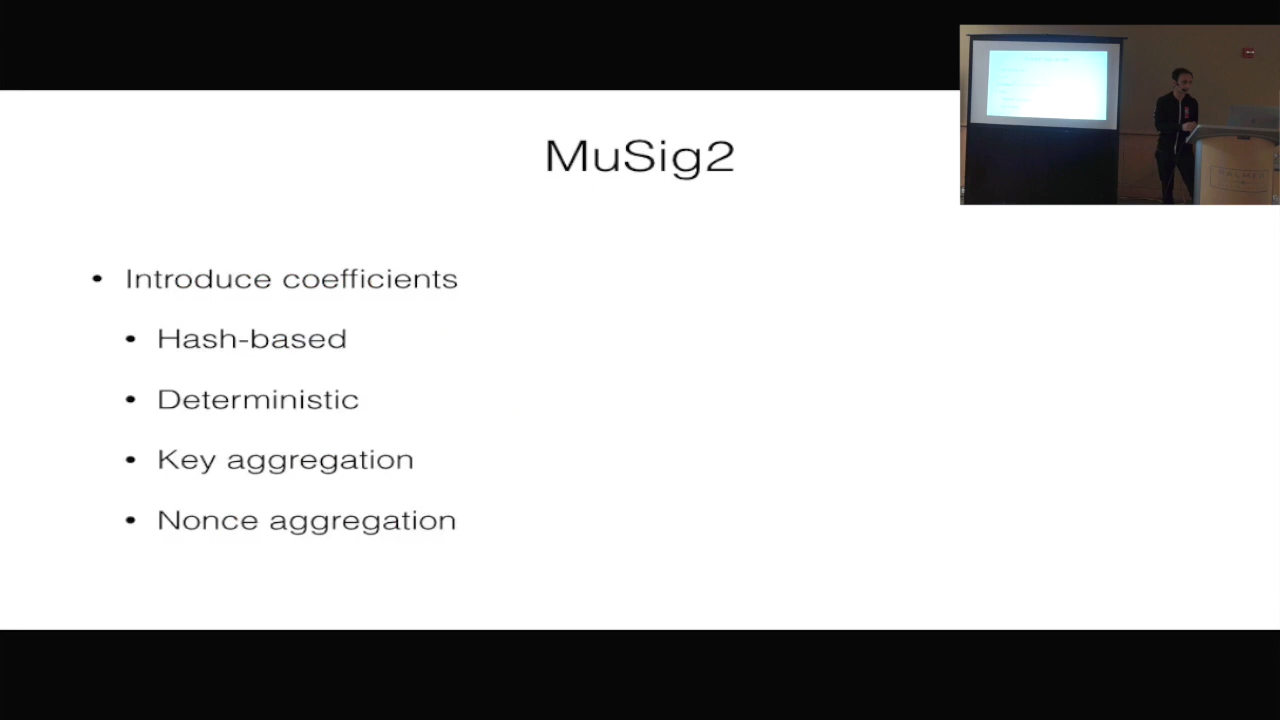 MuSig2
• Introduce coefficients
• Hash-based
• Deterministic
• Key aggregation
• Nonce aggregation